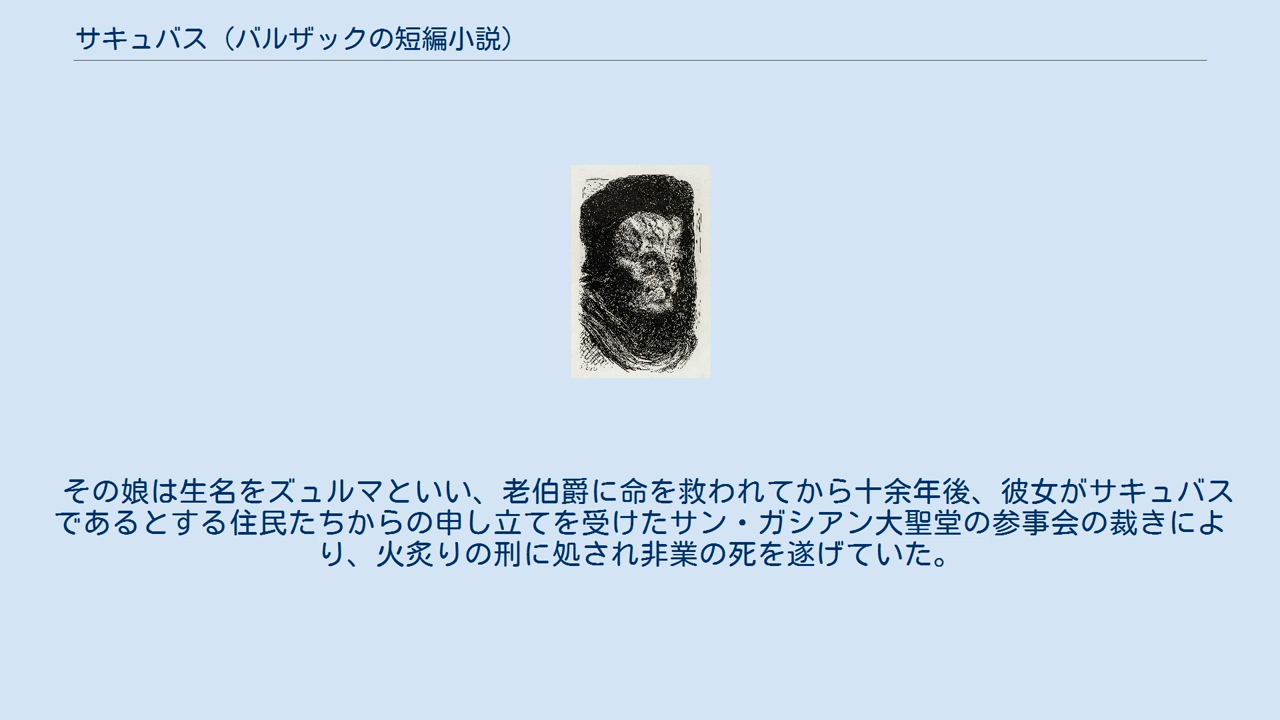 サキュバス（バルザックの短編小説）
その娘は生名をズュルマといい、老伯爵に命を救われてから十余年後、彼女がサキュバス
であるとする住民たちからの申し立てを受けたサン・ガシアン大聖堂の参事会の裁きによ
り、火炙りの刑に処され非業の死を遂げていた。